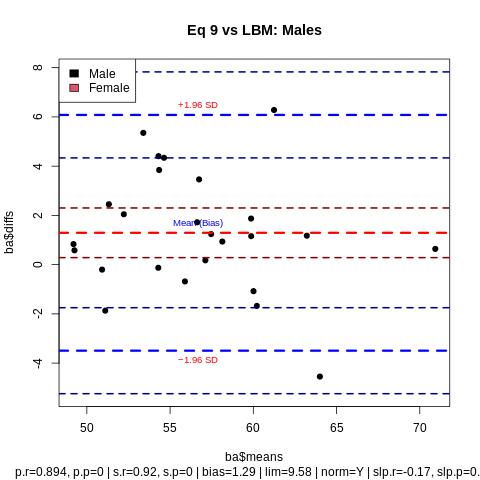 Eq 9 vs LBM: Males
Male
Female
+1.96 SD
Mean (Bias)
−1.96 SD
8
6
4
2
0
-2
-4
ba$diffs
50
55
60
65
70
ba$means
p.r=0.894, p.p=0 | s.r=0.92, s.p=0 | bias=1.29 | lim=9.58 | norm=Y | slp.r=-0.17, slp.p=0.